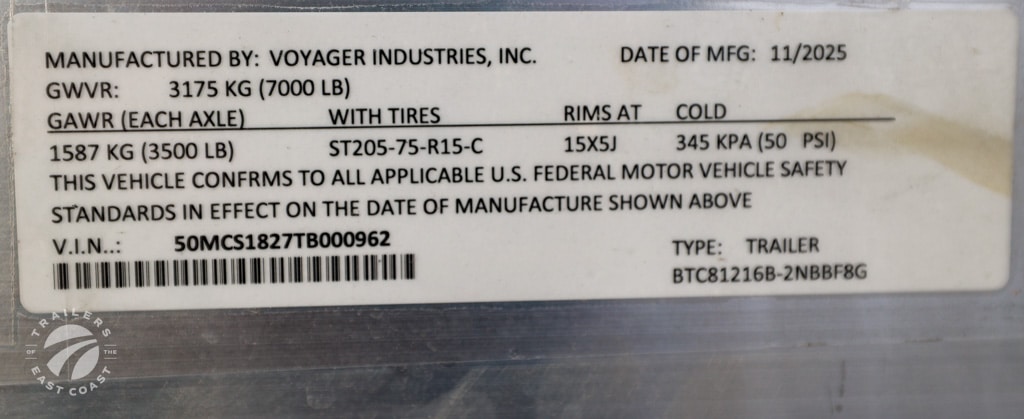 MANUFACTURED BY: VOYAGER INDUSTRIES, INC. DATE OF MFG: 11/2025
GWVR: 3175 KG (7000 LB)
GAWR (EACH AXLE) WITH TIRES RIMS AT COLD
1587 KG (3500 LB) ST205-75-R15-C 15X5J 345 KPA (50 PSI)
THIS VEHICLE CONFRMS TO ALL APPLICABLE U.S. FEDERAL MOTOR VEHICLE SAFETY
STANDARDS IN EFFECT ON THE DATE OF MANUFACTURE SHOWN ABOVE
V.I.N..: 50MCS1827TB000962 TYPE: TRAILER
BTC81216B-2NBBF8G
TRAILERS
OF THE
EAST COAST